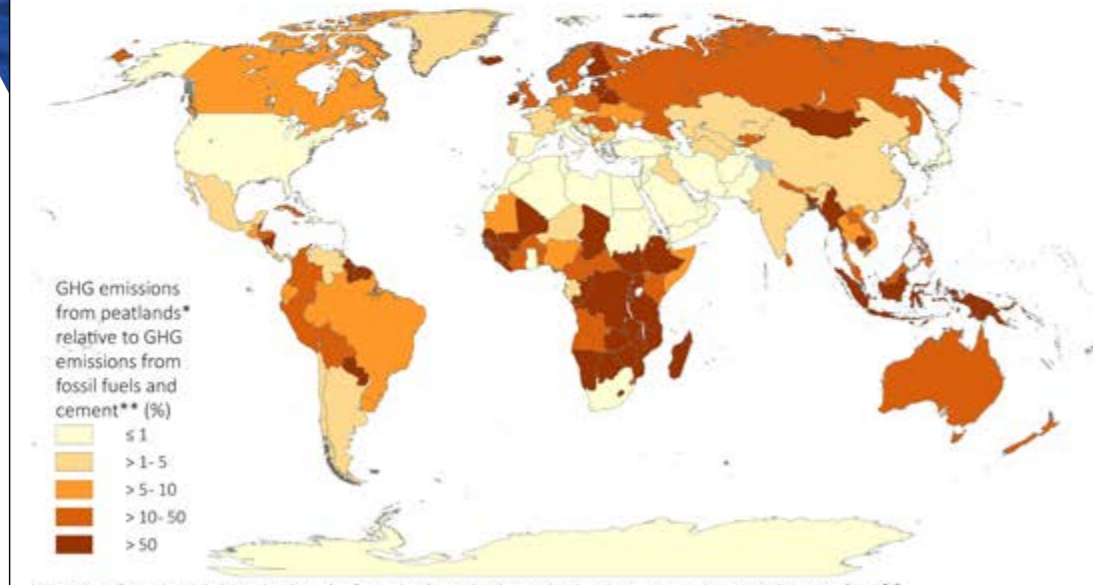 GHG emissions
from peatlands*
relative to GHG
emissions from
fossil fuels and
cement** (%)
≤ 1
> 1- 5
> 5- 10
> 10- 50
> 50